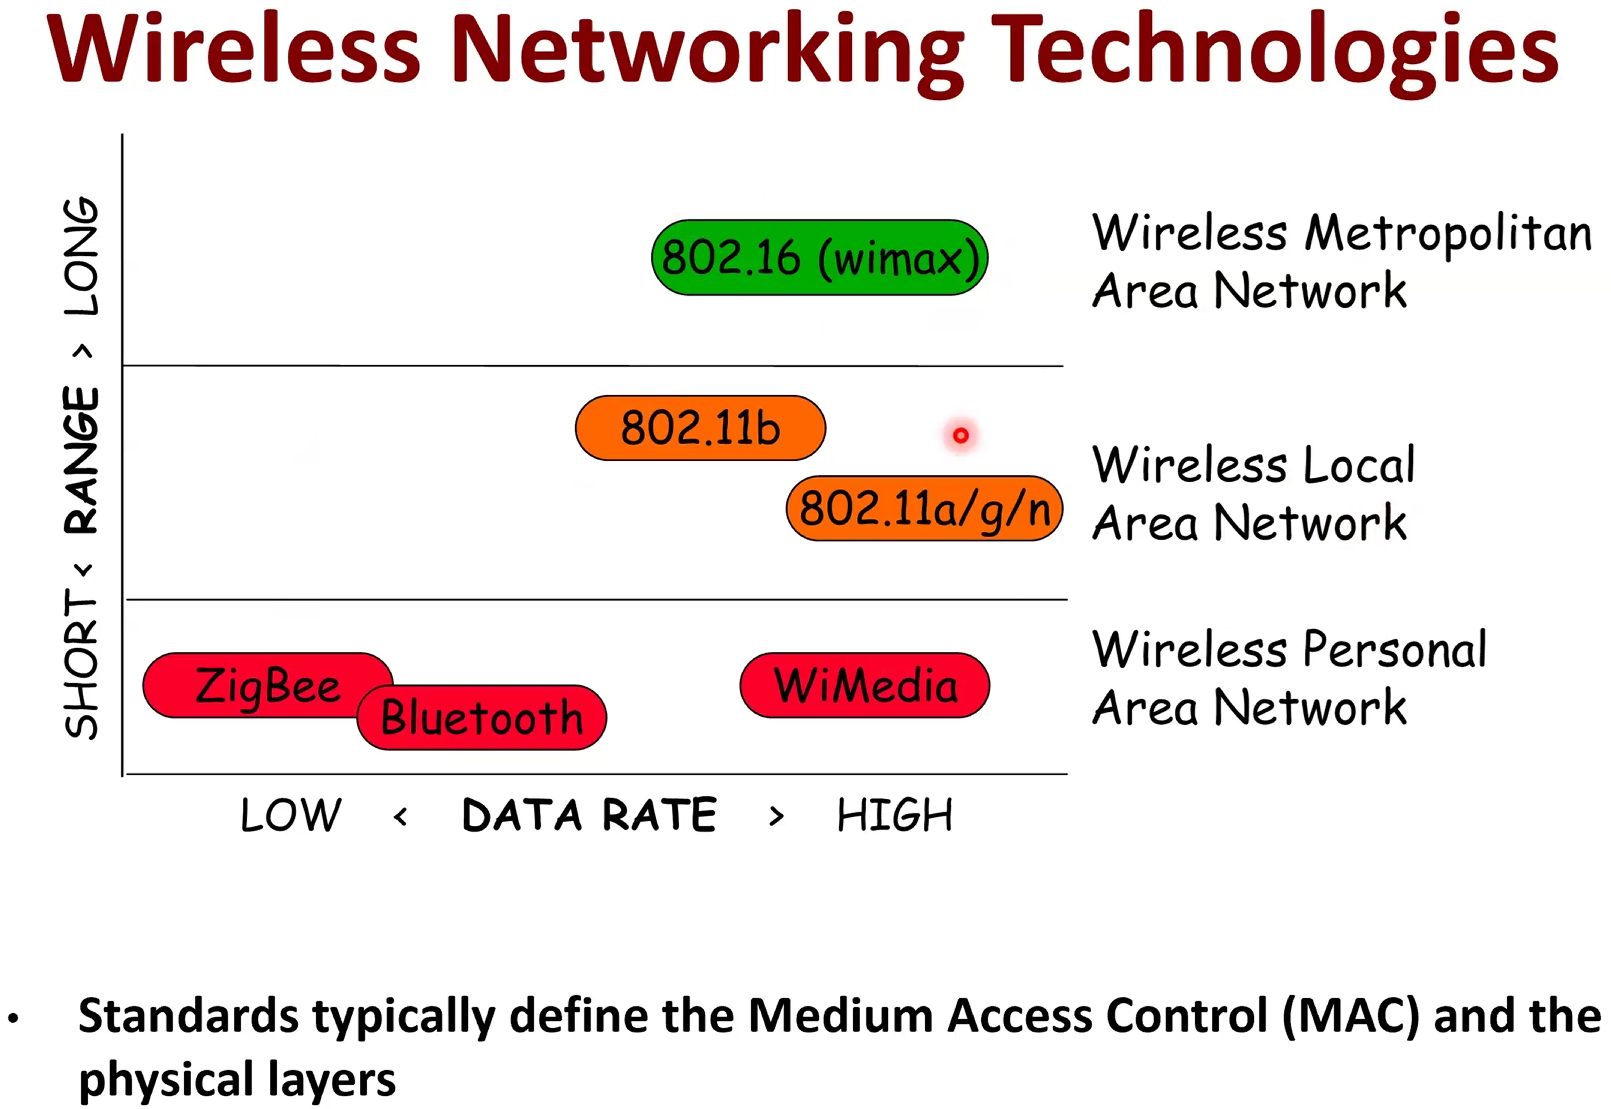 Wireless Networking Technologies
SHORT < RANGE > LONG
802.16 (wimax)
Wireless Metropolitan
Area Network
802.11b
802.11a/g/n
Wireless Local
Area Network
ZigBee
Bluetooth
WiMedia
Wireless Personal
Area Network
LOW < DATA RATE > HIGH
• Standards typically define the Medium Access Control (MAC) and the
physical layers